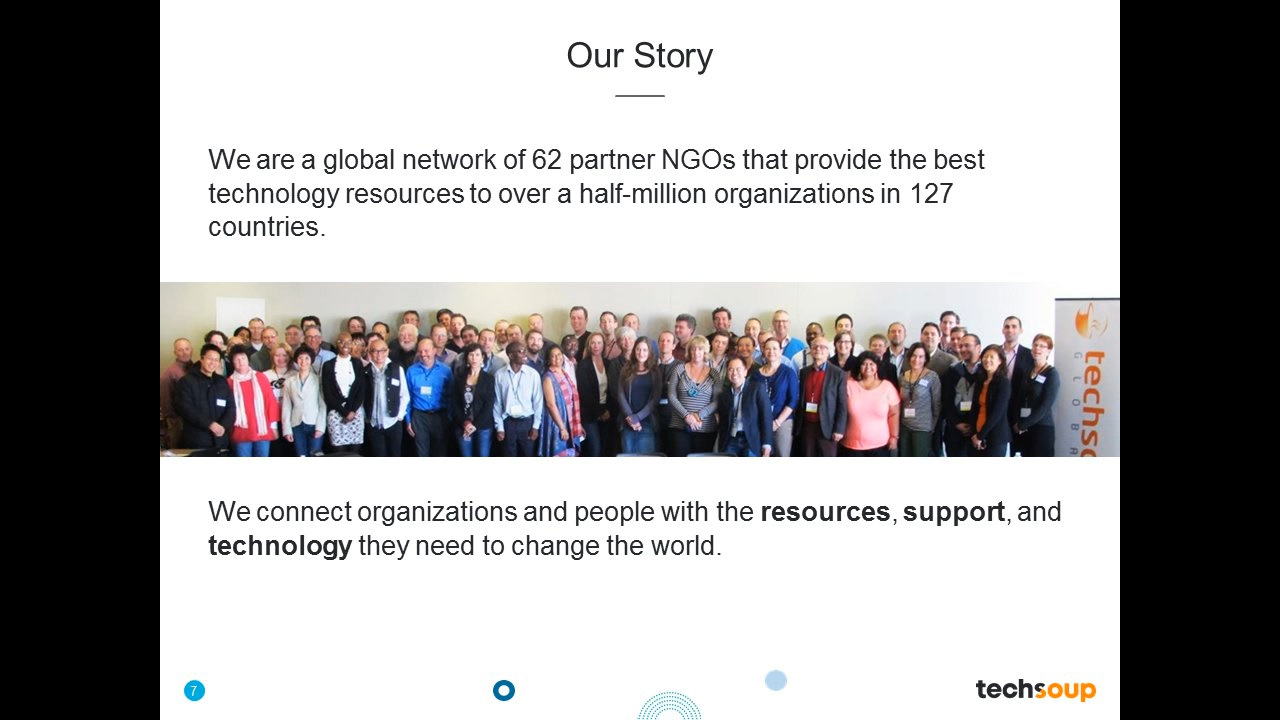 Our Story
We are a global network of 62 partner NGOs that provide the best
technology resources to over a half-million organizations in 127
countries.
techso
GLOBA
We connect organizations and people with the resources, support, and
technology they need to change the world.
7
techsoup